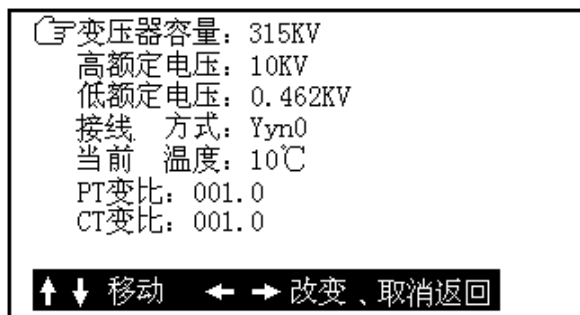 变压器容量：315KV
高额定电压：10KV
低额定电压：0.462KV
接线 方式：Yyn0
当前 温度：10℃
PT变比：001.0
CT变比：001.0
↑↓ 移动 ←→改变、取消返回